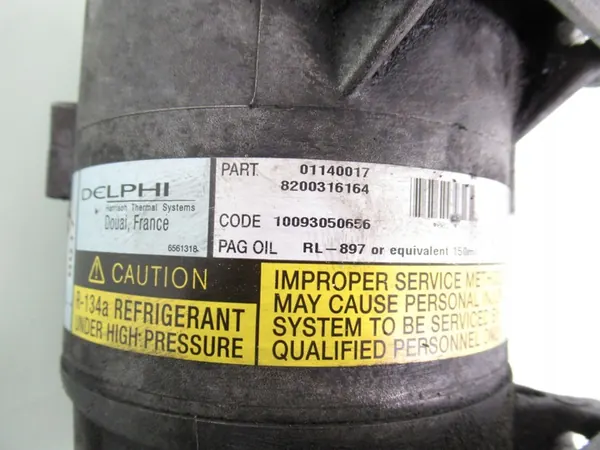 DELPHI
Harrison Thermal Systems
Douai, France
6561318
PART. 01140017
8200316164
CODE 10093050656
PAG OIL RL-897 or equivalent
CAUTION
R-134a REFRIGERANT
UNDER HIGH PRESSURE
IMPROPER SERVICE
MAY CAUSE PERSONAL
SYSTEM TO BE SERVICED
QUALIFIED PERSONNEL